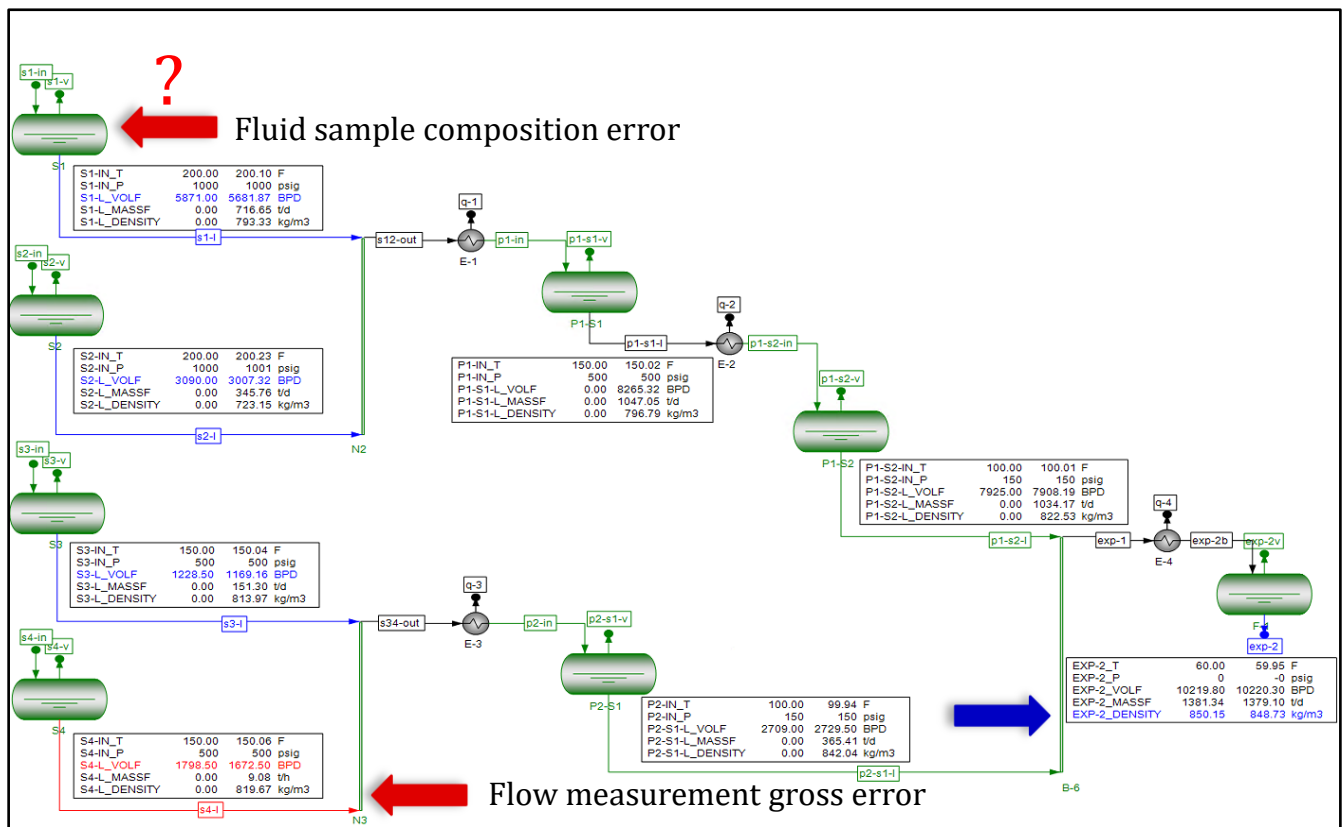 s1-in
s1-v
?
Fluid sample composition error
S1
S1-IN_T 200.00 200.10 F
S1-IN_P 1000 1000 psig
S1-L_VOLF 5871.00 5681.87 BPD
S1-L_MASSF 0.00 716.65 t/d
S1-L_DENSITY 0.00 793.33 kg/m3
s1-l
s12-out
q-1
E-1
p1-in
p1-s1-v
P1-S1
s2-in
s2-v
S2
S2-IN_T 200.00 200.23 F
S2-IN_P 1000 1001 psig
S2-L_VOLF 3090.00 3007.32 BPD
S2-L_MASSF 0.00 345.76 t/d
S2-L_DENSITY 0.00 723.15 kg/m3
s2-l
N2
p1-s1-l
q-2
E-2
p1-s2-in
P1-IN_T 150.00 150.02 F
P1-IN_P 500 500 psig
P1-S1-L_VOLF 0.00 8265.32 BPD
P1-S1-L_MASSF 0.00 1047.05 t/d
P1-S1-L_DENSITY 0.00 796.79 kg/m3
p1-s2-v
P1-S2
P1-S2-IN_T 100.00 100.01 F
P1-S2-IN_P 150 150 psig
P1-S2-L_VOLF 7925.00 7908.19 BPD
P1-S2-L_MASSF 0.00 1034.17 t/d
P1-S2-L_DENSITY 0.00 822.53 kg/m3
p1-s2-l
s3-in
s3-v
S3
S3-IN_T 150.00 150.04 F
S3-IN_P 500 500 psig
S3-L_VOLF 1228.50 1169.16 BPD
S3-L_MASSF 0.00 151.30 t/d
S3-L_DENSITY 0.00 813.97 kg/m3
s3-l
s34-out
q-3
E-3
p2-in
p2-s1-v
P2-S1
exp-1
q-4
E-4
exp-2b
exp-2v
exp-2
EXP-2_T 60.00 59.95 F
EXP-2_P 0 -0 psig
EXP-2_VOLF 10219.80 10220.30 BPD
EXP-2_MASSF 1381.34 1379.10 t/d
EXP-2_DENSITY 850.15 848.73 kg/m3
s4-in
s4-v
S4
S4-IN_T 150.00 150.06 F
S4-IN_P 500 500 psig
S4-L_VOLF 1798.50 1672.50 BPD
S4-L_MASSF 0.00 9.08 t/h
S4-L_DENSITY 0.00 819.67 kg/m3
s4-l
N3
P2-IN_T 100.00 99.94 F
P2-IN_P 150 150 psig
P2-S1-L_VOLF 2709.00 2729.50 BPD
P2-S1-L_MASSF 0.00 365.41 t/d
P2-S1-L_DENSITY 0.00 842.04 kg/m3
p2-s1-l
B-6
Flow measurement gross error